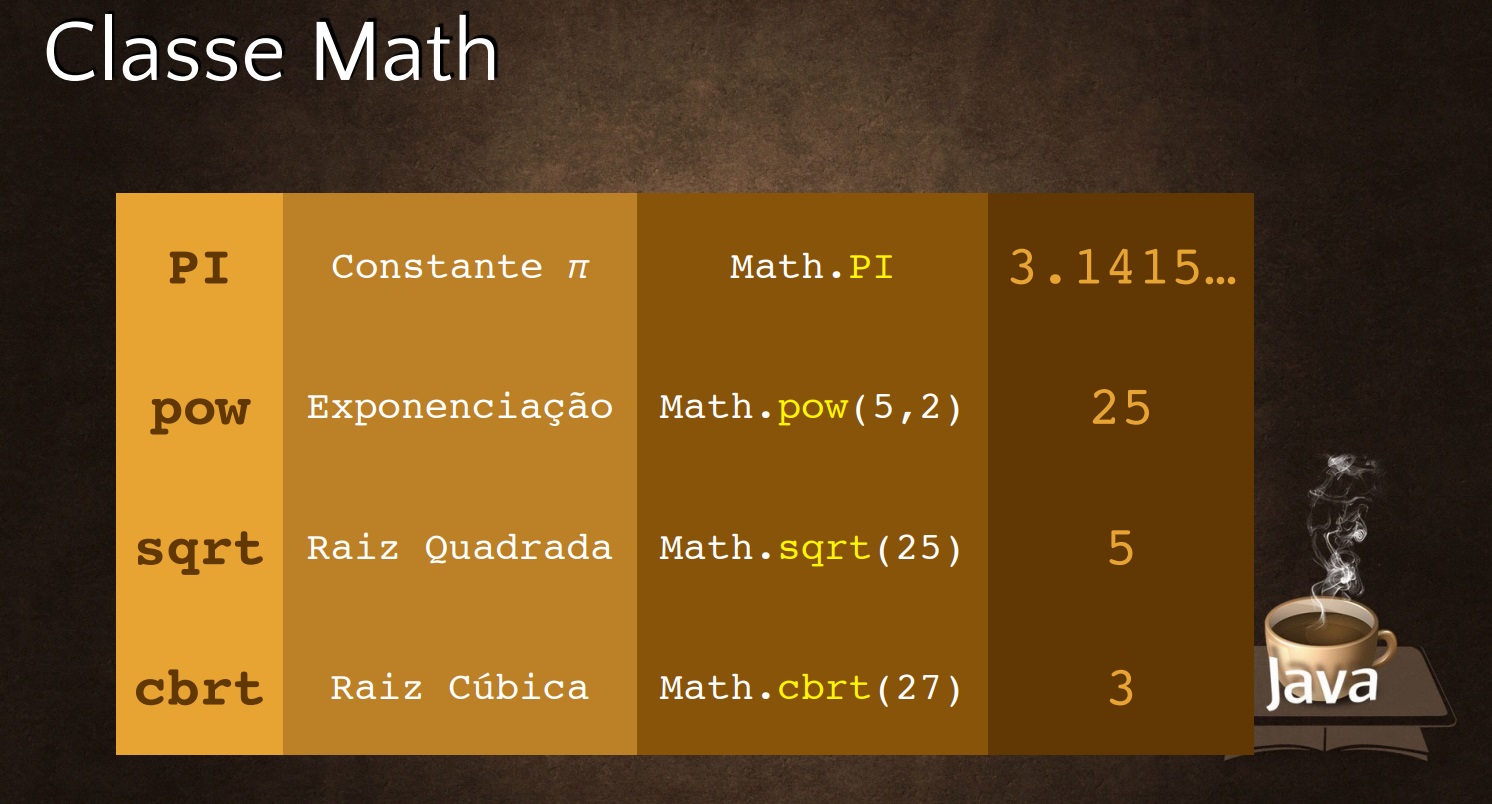 Classe Math
PI Constante π Math.PI 3.1415…
pow Exponenciação Math.pow(5,2) 25
sqrt Raiz Quadrada Math.sqrt(25) 5
cbrt Raiz Cúbica Math.cbrt(27) 3
Java